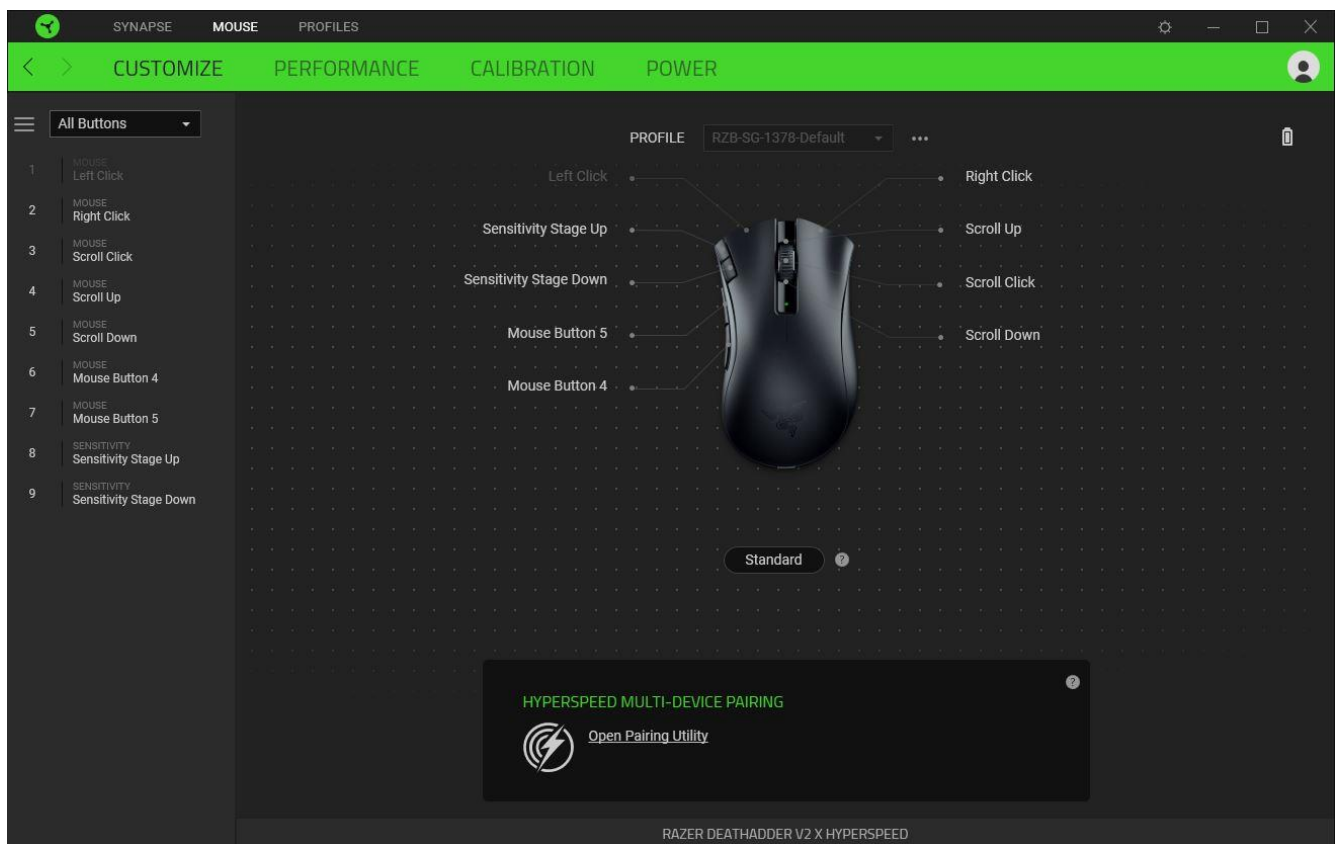 SYNAPSE MOUSE PROFILES
CUSTOMIZE PERFORMANCE CALIBRATION POWER
All Buttons
PROFILE RZB-SG-1378-Default
1 MOUSE
Left Click
2 MOUSE
Right Click
3 MOUSE
Scroll Click
4 MOUSE
Scroll Up
5 MOUSE
Scroll Down
6 MOUSE
Mouse Button 4
7 MOUSE
Mouse Button 5
8 SENSITIVITY
Sensitivity Stage Up
9 SENSITIVITY
Sensitivity Stage Down
Left Click
Right Click
Sensitivity Stage Up
Scroll Up
Sensitivity Stage Down
Scroll Click
Mouse Button 5
Scroll Down
Mouse Button 4
Standard ?
HYPERSPEED MULTI-DEVICE PAIRING ?
Open Pairing Utility
RAZER DEATHADDER V2 X HYPERSPEED